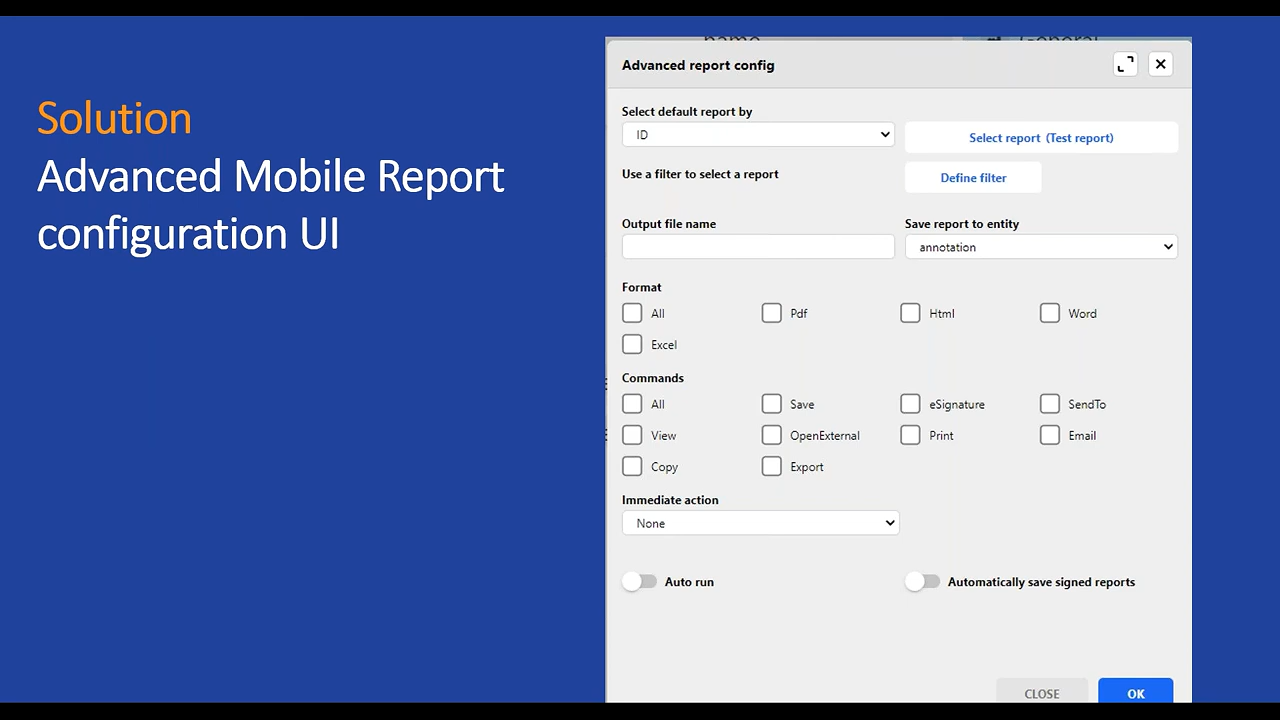 Solution
Advanced Mobile Report
configuration UI
name
General
Advanced report config
Select default report by
ID
Select report (Test report)
Use a filter to select a report
Define filter
Output file name
Save report to entity
annotation
Format
All
Pdf
Html
Word
Excel
Commands
All
Save
eSignature
SendTo
View
OpenExternal
Print
Email
Copy
Export
Immediate action
None
Auto run
Automatically save signed reports
CLOSE
OK